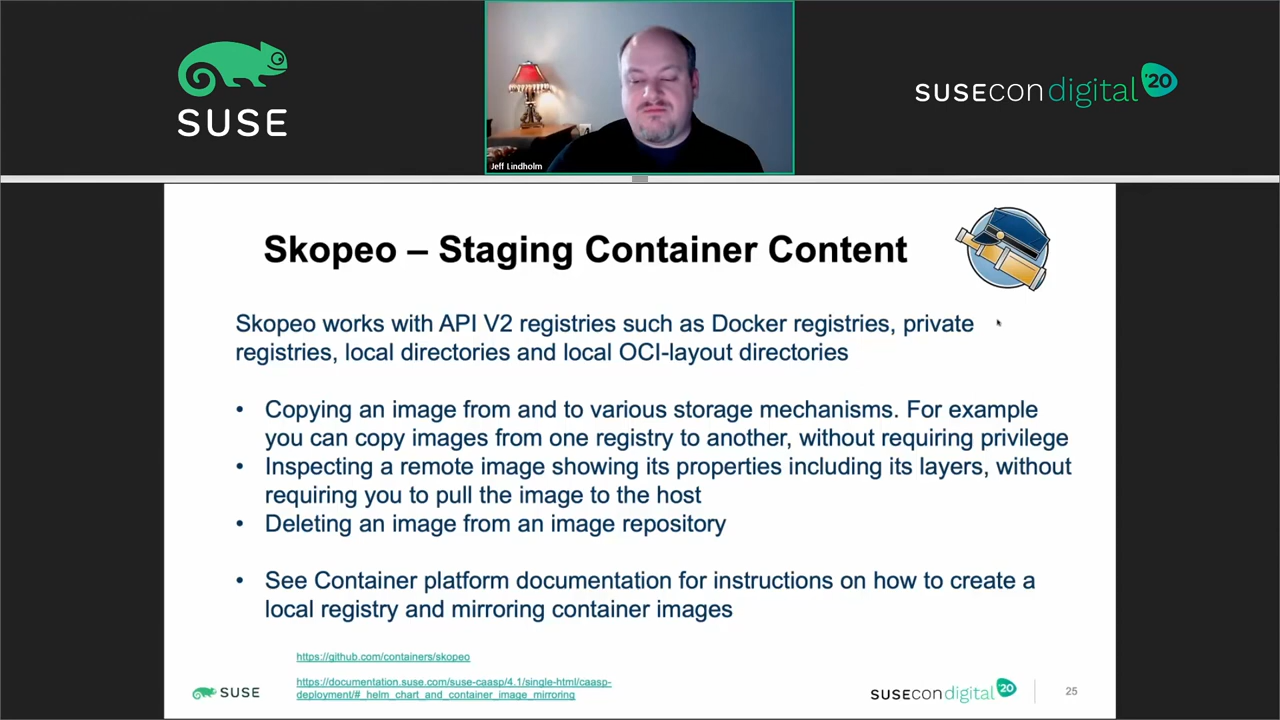 SUSE
SUSEcon digital '20
Jeff Lindholm
Skopeo – Staging Container Content
Skopeo works with API V2 registries such as Docker registries, private
registries, local directories and local OCI-layout directories
• Copying an image from and to various storage mechanisms. For example
you can copy images from one registry to another, without requiring privilege
• Inspecting a remote image showing its properties including its layers, without
requiring you to pull the image to the host
• Deleting an image from an image repository
• See Container platform documentation for instructions on how to create a
local registry and mirroring container images
https://github.com/containers/skopeo
https://documentation.suse.com/suse-caasp/4.1/single-html/caasp-
deployment/#_helm_chart_and_container_image_mirroring
SUSE
SUSEcon digital '20
25